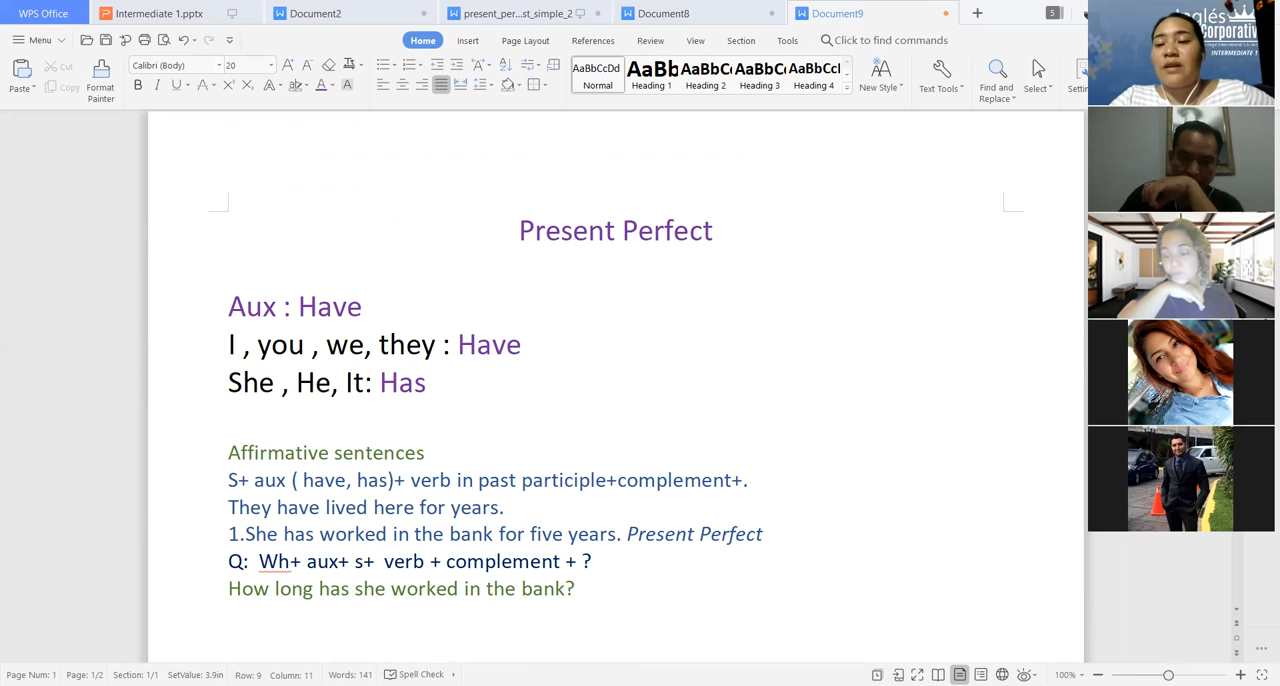 WPS Office
Intermediate 1.pptx
Document2
present_per...st_simple_2
Document8
Document9
5
Menu
Home
Insert
Page Layout
References
Review
View
Section
Tools
Click to find commands
Paste
Cut
Copy
Format Painter
Calibri (Body)
20
AaBbCcDd
Normal
Heading 1
Heading 2
Heading 3
Heading 4
New Style
Text Tools
Find and Replace
Select
Inglés
Corporativo
INTERMEDIATE 1
Present Perfect
Aux : Have
I , you , we, they : Have
She , He, It: Has
Affirmative sentences
S+ aux ( have, has)+ verb in past participle+complement+.
They have lived here for years.
1.She has worked in the bank for five years. Present Perfect
Q: Wh+ aux+ s+ verb + complement + ?
How long has she worked in the bank?
Page Num: 1 Page: 1/2 Section: 1/1 SetValue: 3.9in Row: 9 Column: 11 Words: 141 Spell Check 100%